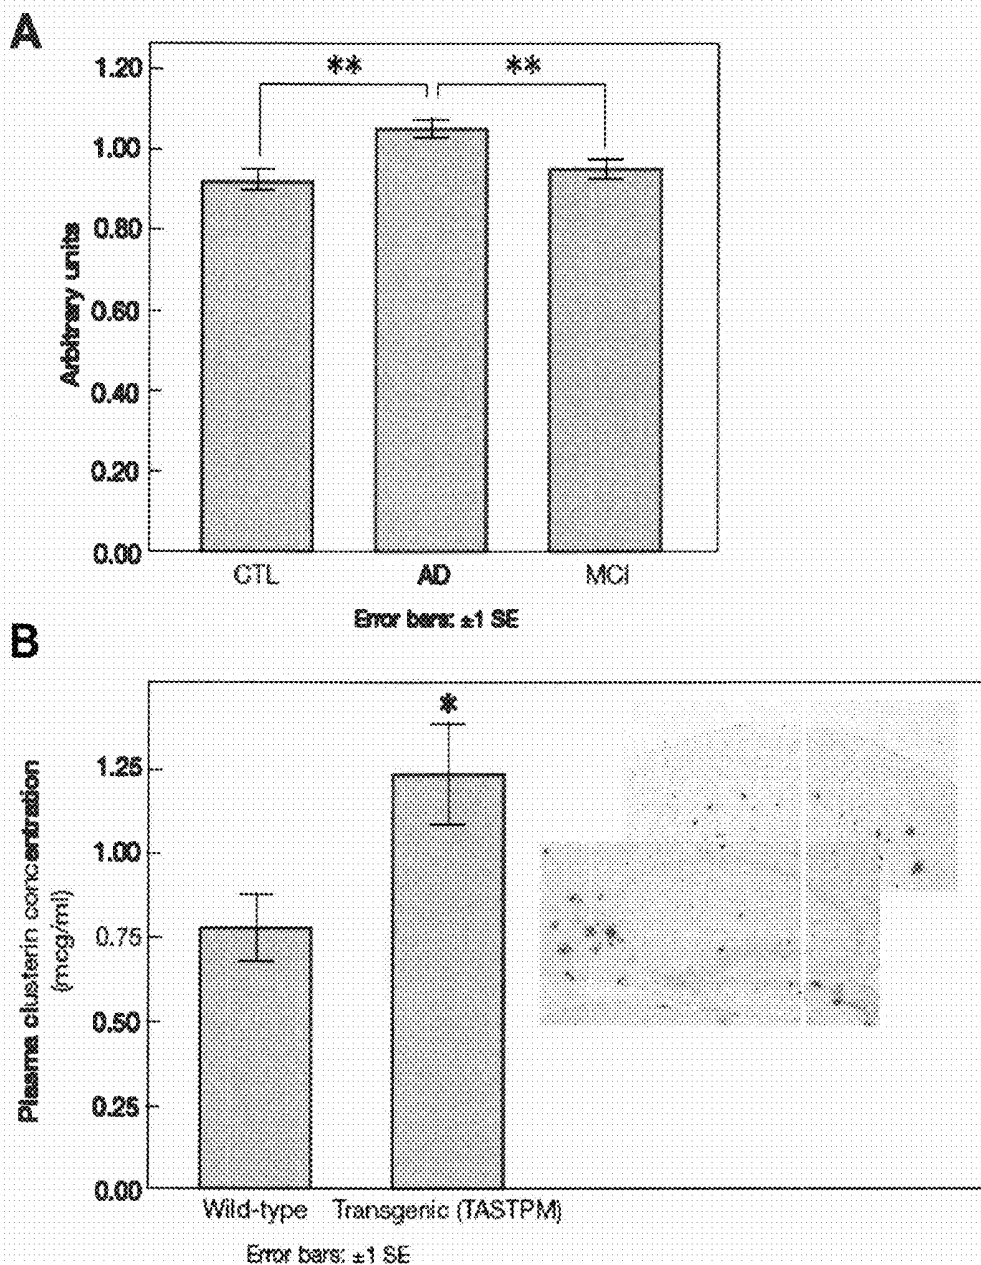 A
** **
1.20
1.00
0.80
0.60
0.40
0.20
0.00
Arbitrary units
CTL AD MCI
Error bars: ±1 SE
B
*
1.25
1.00
0.75
0.50
0.25
0.00
Plasma clusterin concentration
(mcg/ml)
Wild-type Transgenic (TASTPM)
Error bars: ±1 SE